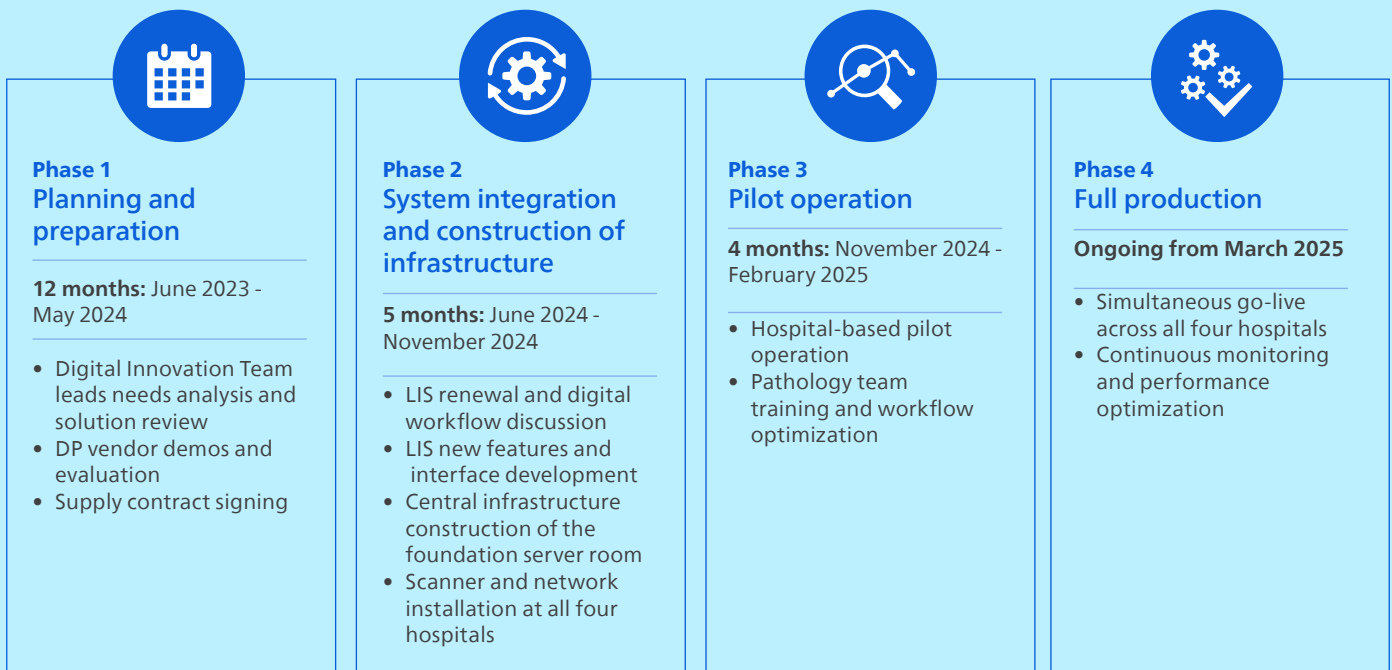 Phase 1
Planning and
preparation
12 months: June 2023 -
May 2024
• Digital Innovation Team
leads needs analysis and
solution review
• DP vendor demos and
evaluation
• Supply contract signing
Phase 2
System integration
and construction of
infrastructure
5 months: June 2024 -
November 2024
• LIS renewal and digital
workflow discussion
• LIS new features and
interface development
• Central infrastructure
construction of the
foundation server room
• Scanner and network
installation at all four
hospitals
Phase 3
Pilot operation
4 months: November 2024 -
February 2025
• Hospital-based pilot
operation
• Pathology team
training and workflow
optimization
Phase 4
Full production
Ongoing from March 2025
• Simultaneous go-live
across all four hospitals
• Continuous monitoring
and performance
optimization